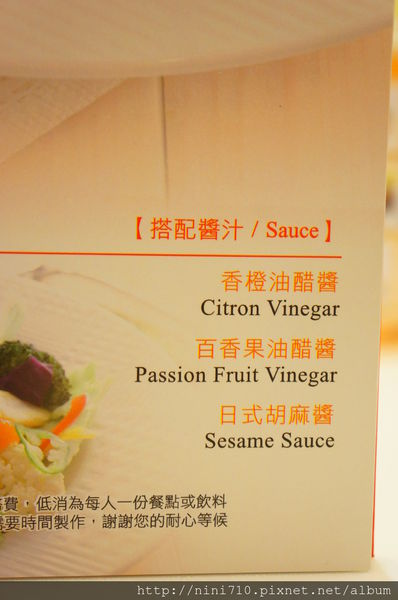 【搭配醬汁 / Sauce】
香橙油醋醬
Citron Vinegar
百香果油醋醬
Passion Fruit Vinegar
日式胡麻醬
Sesame Sauce
費，低消為每人一份餐點或飲料
需要時間製作，謝謝您的耐心等候
http://nini710.pixnet.net/album